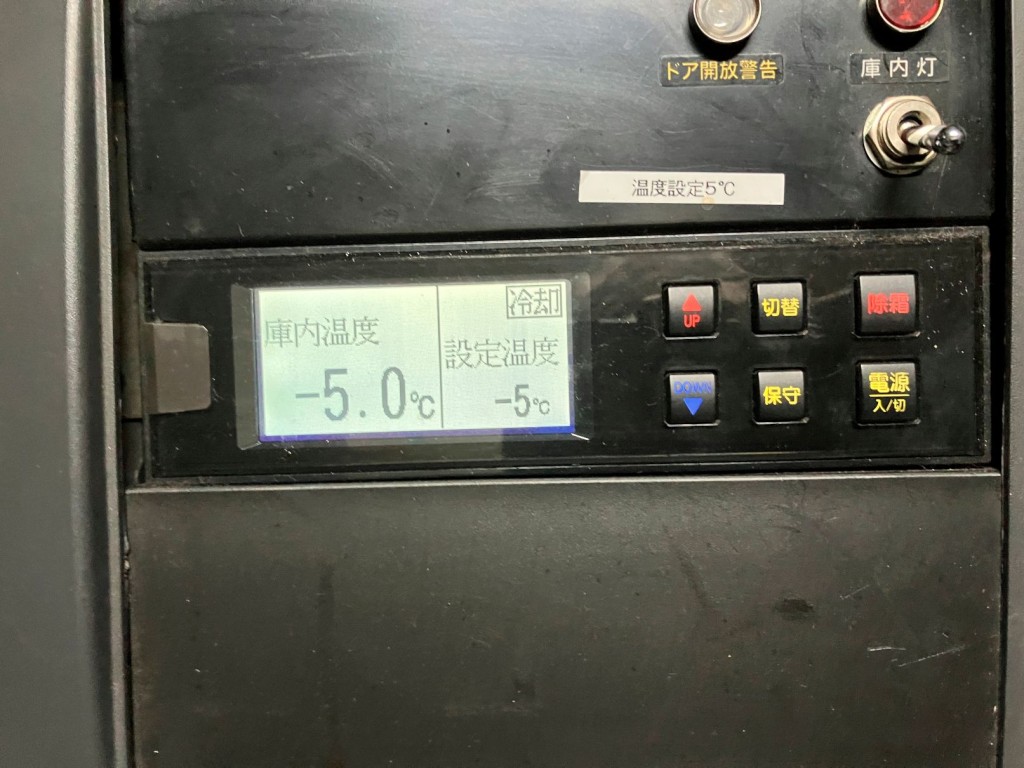 ドア開放警告
庫内灯
温度設定5℃
冷却
庫内温度
設定温度
-5.0℃
-5℃
UP
切替
除霜
DOWN
保守
電源
入/切